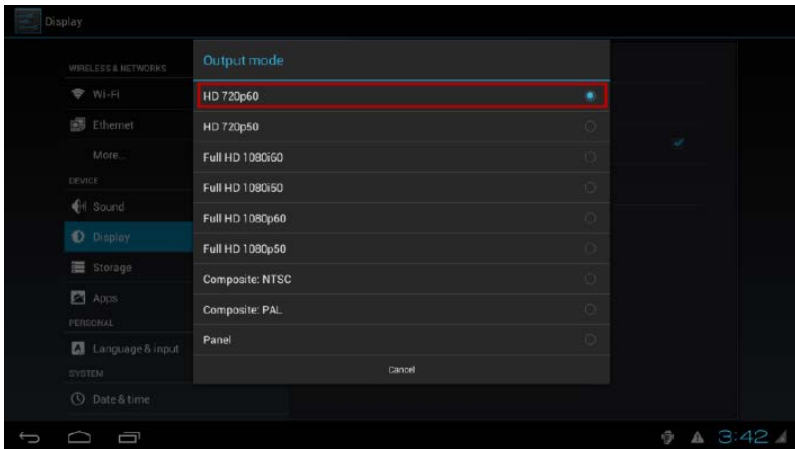 Display
WIRELESS & NETWORKS
Wi-Fi
Ethernet
More...
DEVICE
Sound
Display
Storage
Apps
PERSONAL
Language & input
SYSTEM
Date & time
Output mode
HD 720p60
HD 720p50
Full HD 1080i60
Full HD 1080i50
Full HD 1080p60
Full HD 1080p50
Composite: NTSC
Composite: PAL
Panel
Cancel
3:42